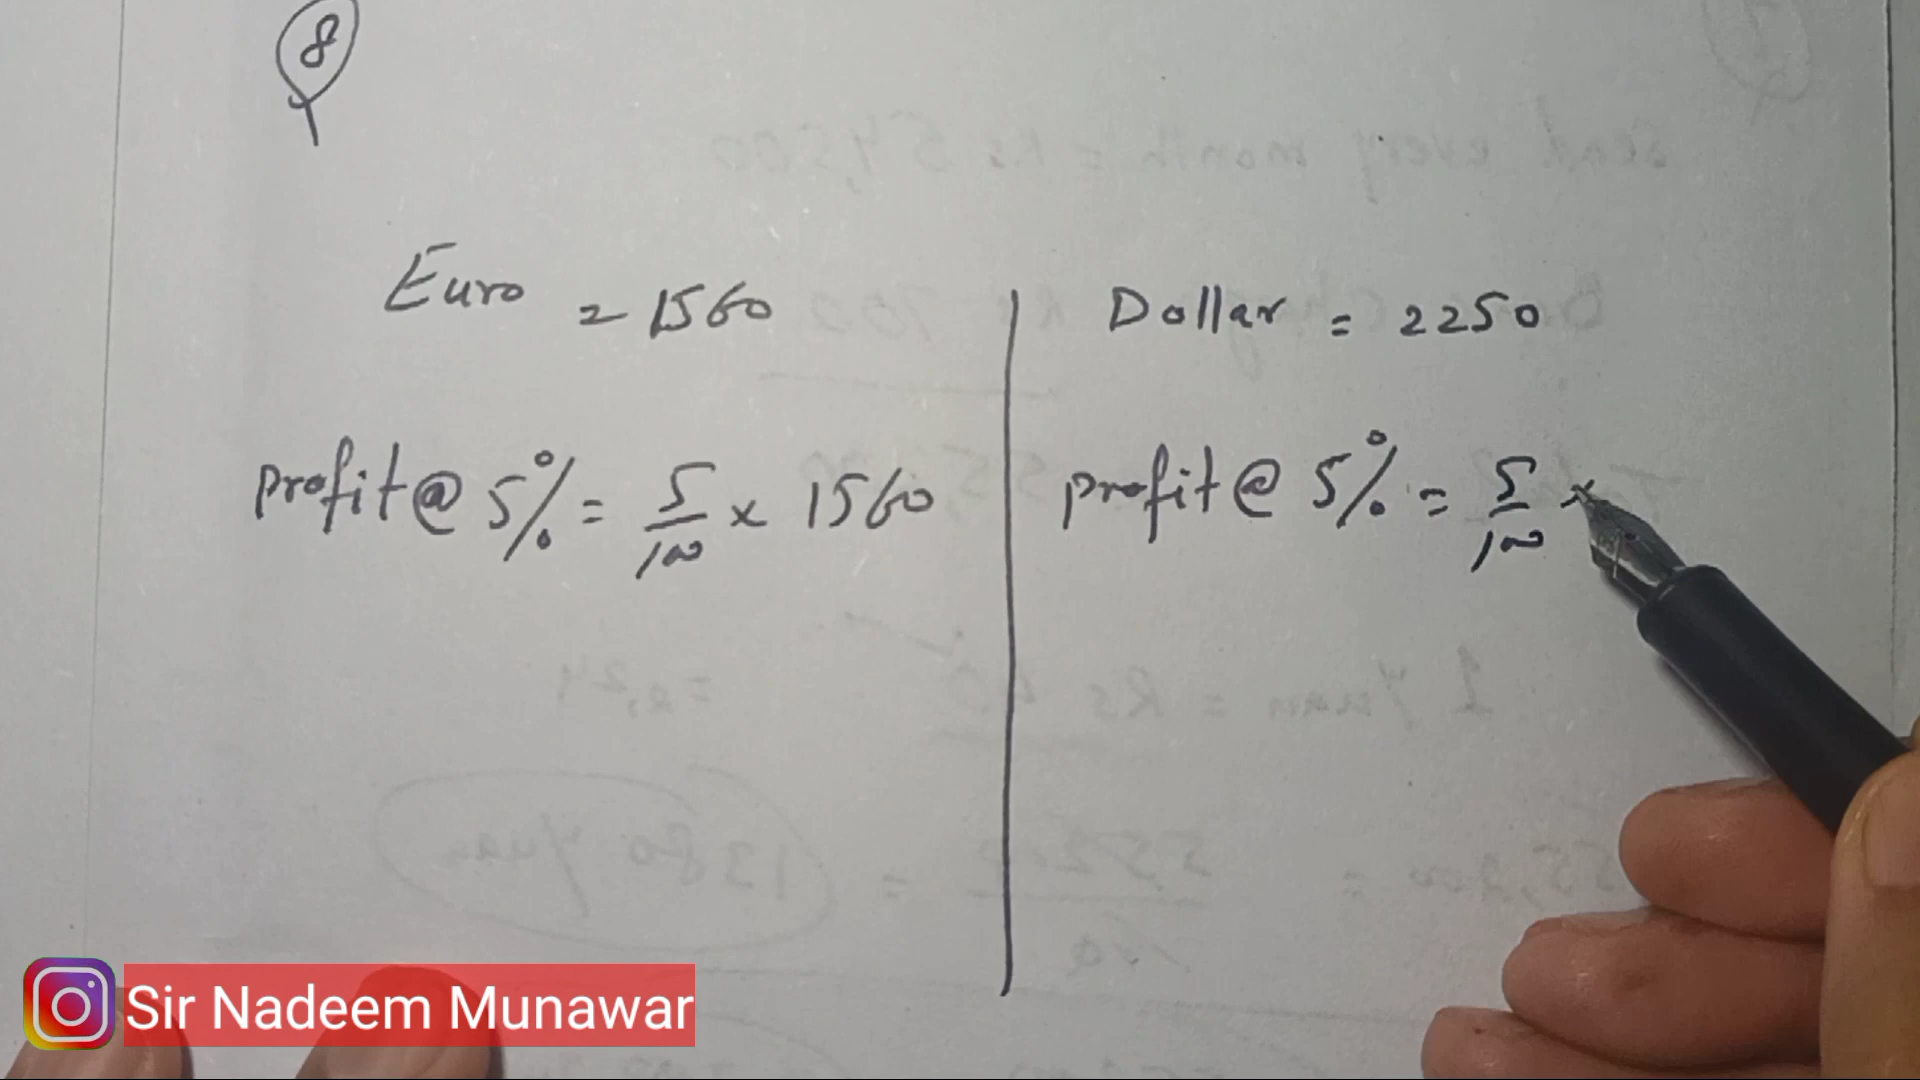 8
Euro = 1560
Profit @ 5% = 5/100 × 1560
Dollar = 2250
Profit @ 5% = 5/100 ×
Sir Nadeem Munawar